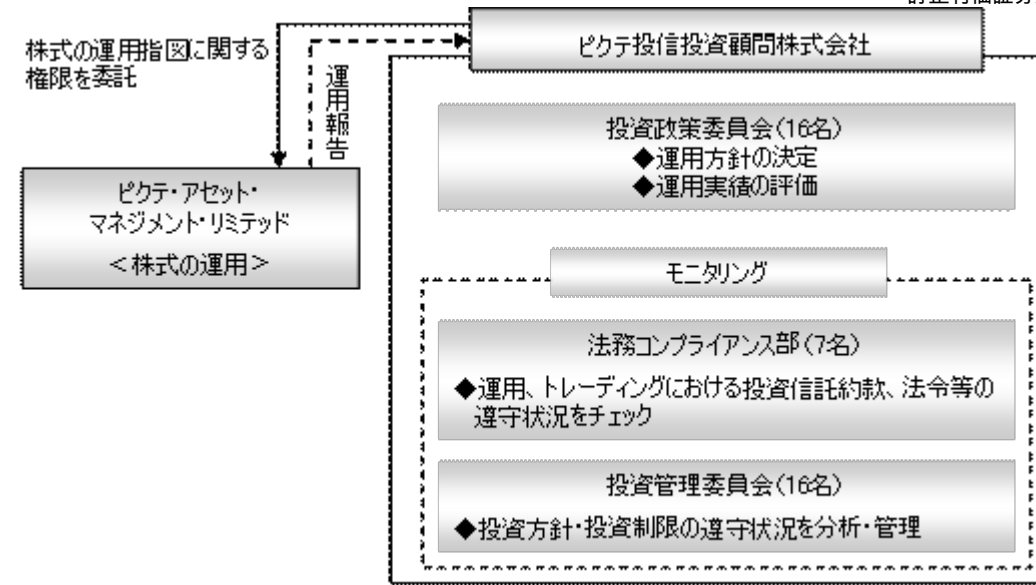 株式の運用指図に関する
権限を委託
運用報告
ピクテ投信投資顧問株式会社
投資政策委員会(16名)
◆運用方針の決定
◆運用実績の評価
ピクテ・アセット・
マネジメント・リミテッド
<株式の運用>
モニタリング
法務コンプライアンス部(7名)
◆運用、トレーディングにおける投資信託約款、法令等の
遵守状況をチェック
投資管理委員会(16名)
◆投資方針・投資制限の遵守状況を分析・管理